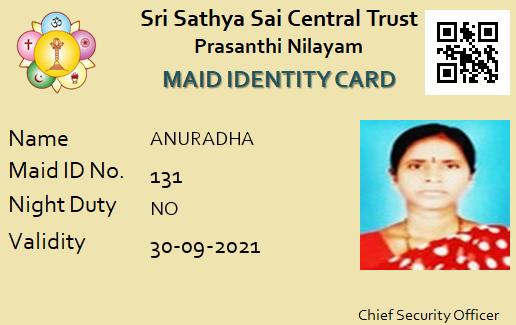 Sri Sathya Sai Central Trust
Prasanthi Nilayam
MAID IDENTITY CARD
Name ANURADHA
Maid ID No. 131
Night Duty NO
Validity 30-09-2021
Chief Security Officer